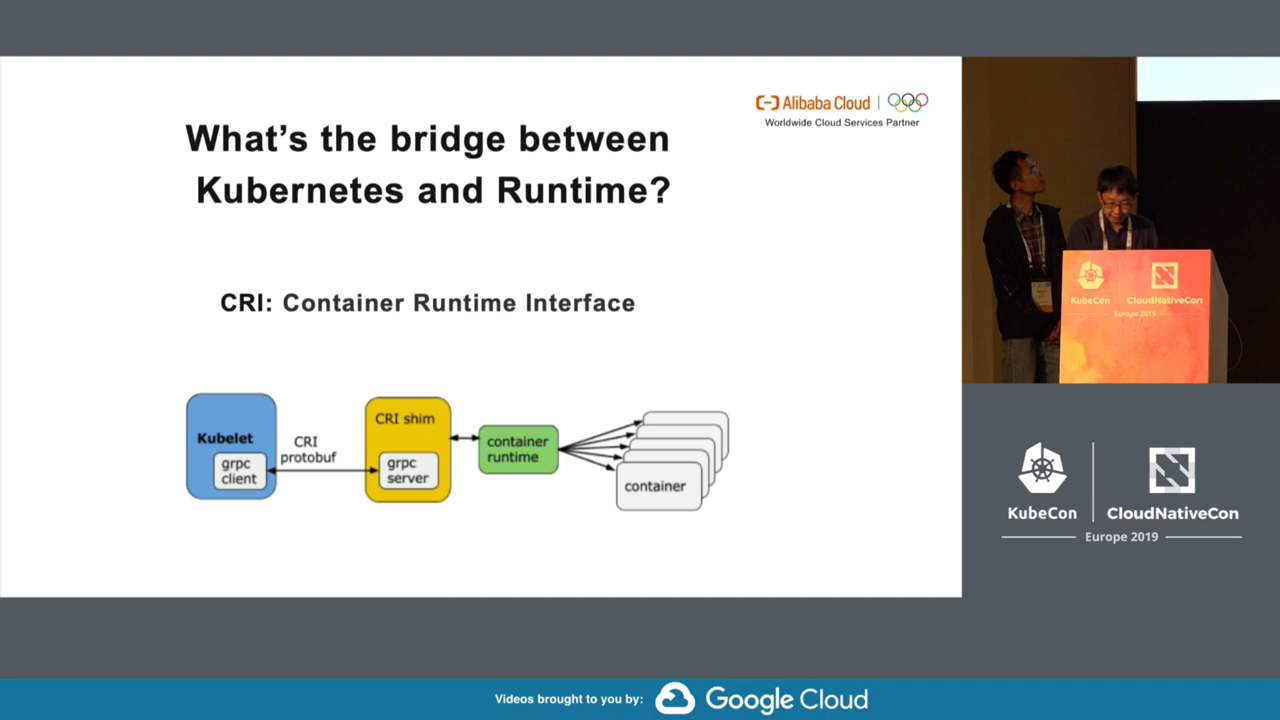 Alibaba Cloud
Worldwide Cloud Services Partner
What's the bridge between
Kubernetes and Runtime?
CRI: Container Runtime Interface
Kubelet
grpc
client
CRI
protobuf
CRI shim
grpc
server
container
runtime
container
KubeCon
CloudNativeCon
Europe 2019
KubeCon
CloudNativeCon
Europe 2019
Videos brought to you by:
Google Cloud